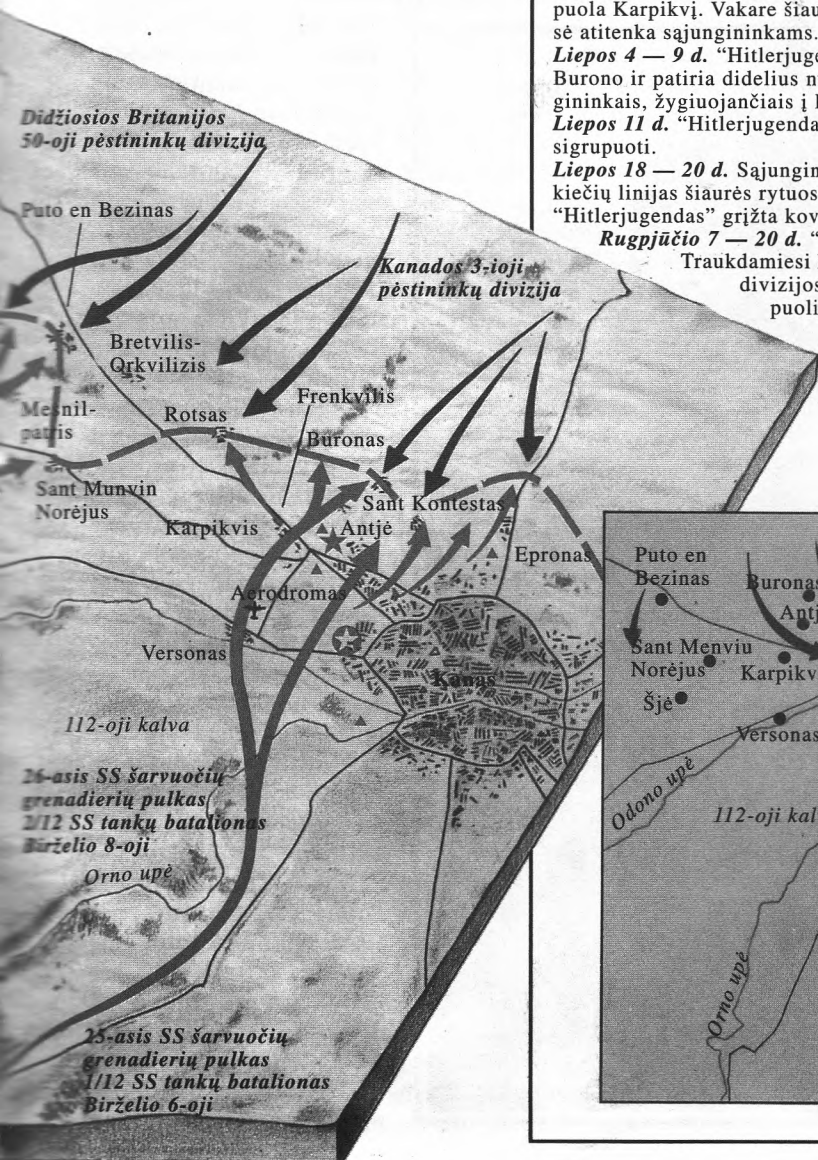 puola Karpikvį. Vakare šiau
sė atitenka sąjungininkams.
Liepos 4 — 9 d. “Hitlerjuge
Burono ir patiria didelius n
gininkais, žygiuojančiais į
Liepos 11 d. “Hitlerjugenda
sigrupuoti.
Liepos 18 — 20 d. Sąjungin
kiečių linijas šiaurės rytuos
“Hitlerjugendas” grįžta kov
Rugpjūčio 7 — 20 d. “
Traukdamiesi
divizijos
puoli
Didžiosios Britanijos
50-oji pėstininkų divizija
Puto en Bezinas
Kanados 3-ioji
pėstininkų divizija
Bretvilis-
Orkvilizis
Mesnil-
patris
Rotsas
Frenkvilis
Buronas
Sant Munvin
Norėjus
Sant Kontestas
Karpikvis
Antjė
Epronas
Aerodromas
Versonas
Kanas
112-oji kalva
26-asis SS šarvuočių
grenadierių pulkas
2/12 SS tankų batalionas
Birželio 8-oji
Orno upė
25-asis SS šarvuočių
grenadierių pulkas
1/12 SS tankų batalionas
Birželio 6-oji
Puto en
Bezinas
Buronas
Antj
Sant Menviu
Norėjus
Karpikv
Šjė
Versonas
Odono upė
112-oji kal
Orno upė